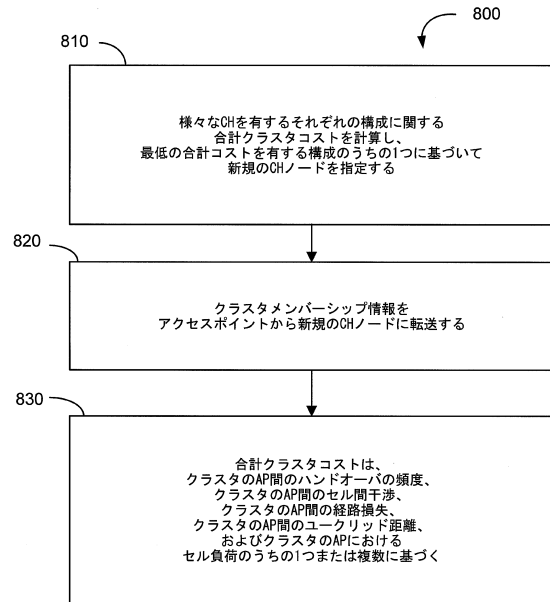 800
810
様々なCHを有するそれぞれの構成に関する
合計クラスタコストを計算し、
最低の合計コストを有する構成のうちの1つに基づいて
新規のCHノードを指定する
820
クラスタメンバーシップ情報を
アクセスポイントから新規のCHノードに転送する
830
合計クラスタコストは、
クラスタのAP間のハンドオーバの頻度、
クラスタのAP間のセル間干渉、
クラスタのAP間の経路損失、
クラスタのAP間のユークリッド距離、
およびクラスタのAPにおける
セル負荷のうちの1つまたは複数に基づく